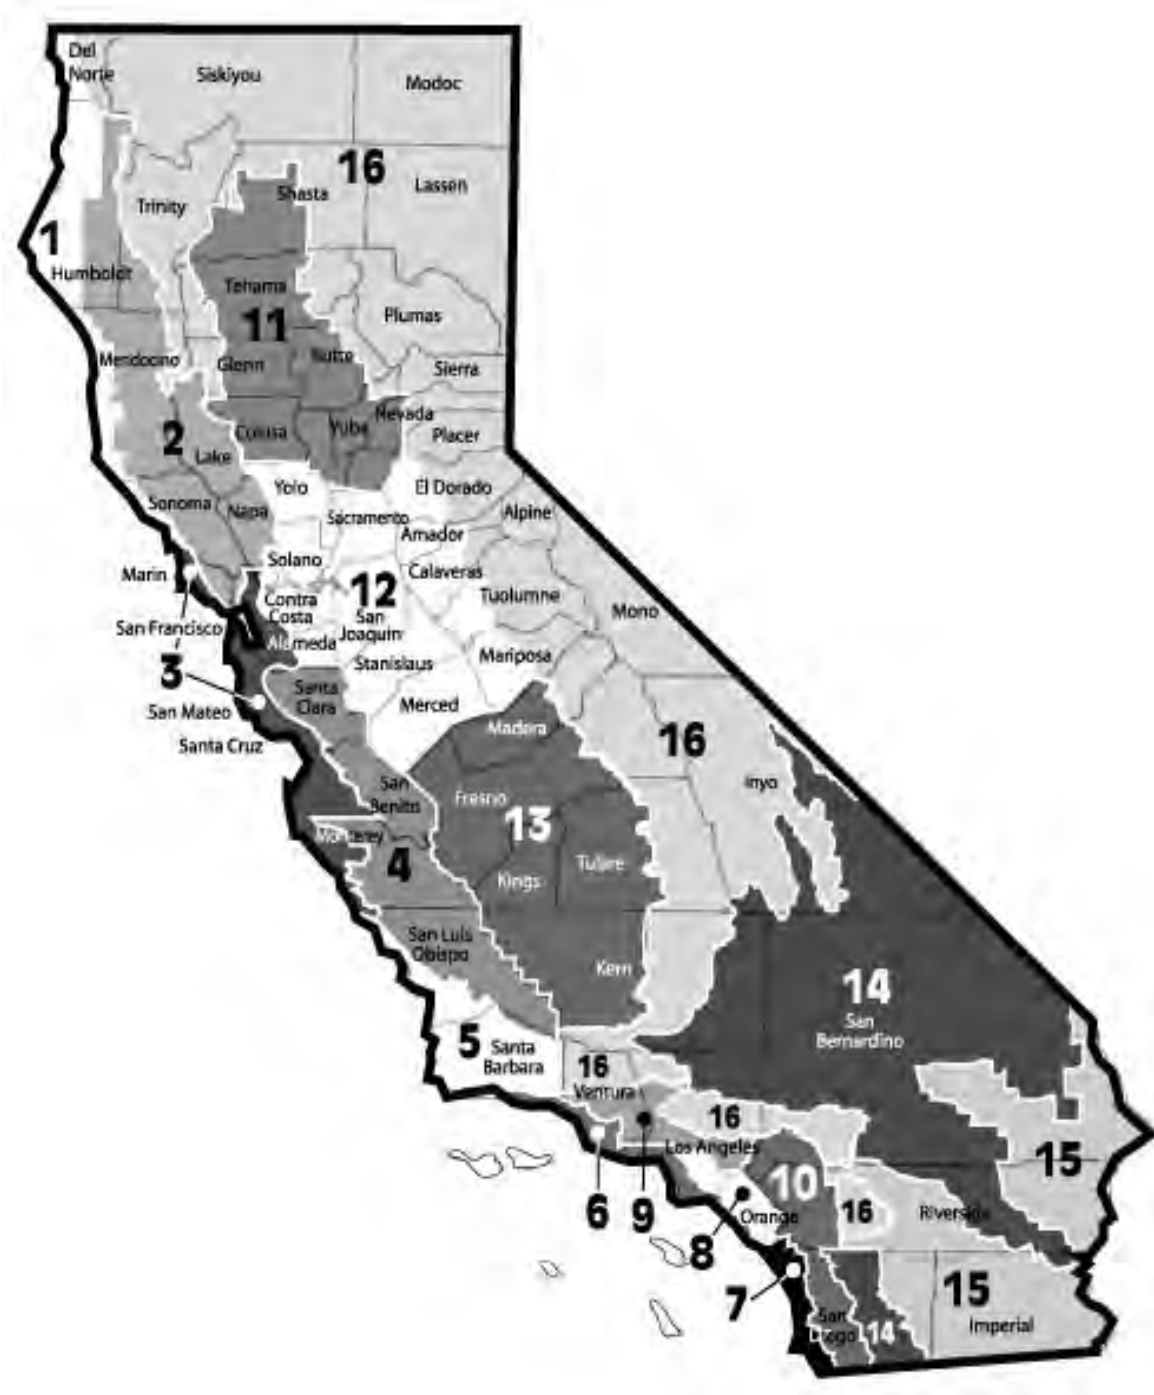 Del
Norte
Siskiyou
Modoc
16
Shasta
Lassen
Trinity
1
Humboldt
Tehama
11
Plumas
Mendocino
Glenn
Butte
Sierra
Nevada
2
Colusa
Yuba
Placer
Lake
Yolo
El Dorado
Sonoma
Napa
Sacramento
Alpine
Amador
Solano
Marin
Calaveras
12
Contra
Costa
Tuolumne
Mono
San Francisco
San
Joaquin
Alameda
3
Stanislaus
Mariposa
Santa
Clara
San Mateo
Merced
Santa Cruz
Madera
16
San
Benito
Fresno
Inyo
13
Monterey
4
Tulare
Kings
San Luis
Obispo
Kern
14
San
Bernardino
5
Santa
Barbara
16
Ventura
16
Los Angeles
15
10
6
9
8
Orange
16
Riverside
7
San
Diego
14
15
Imperial